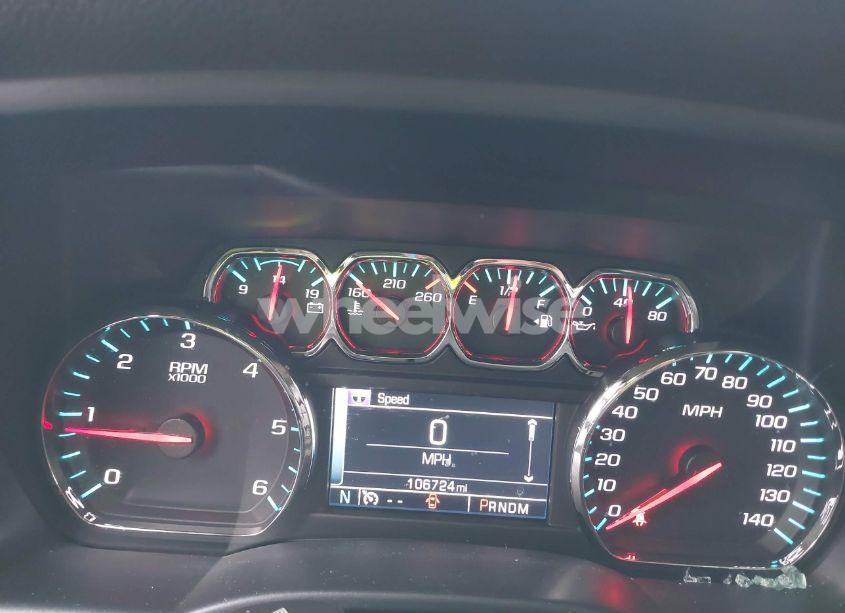 9 14 19
160 210 260
E 1/2 F
0 40 80
wheelwise
RPM
x1000
0 1 2 3 4 5 6
Speed
0
MPH
106724 mi
N -- PRNDM
MPH
0 20 30 40 50 60 70 80 90 100 110 120 130 140